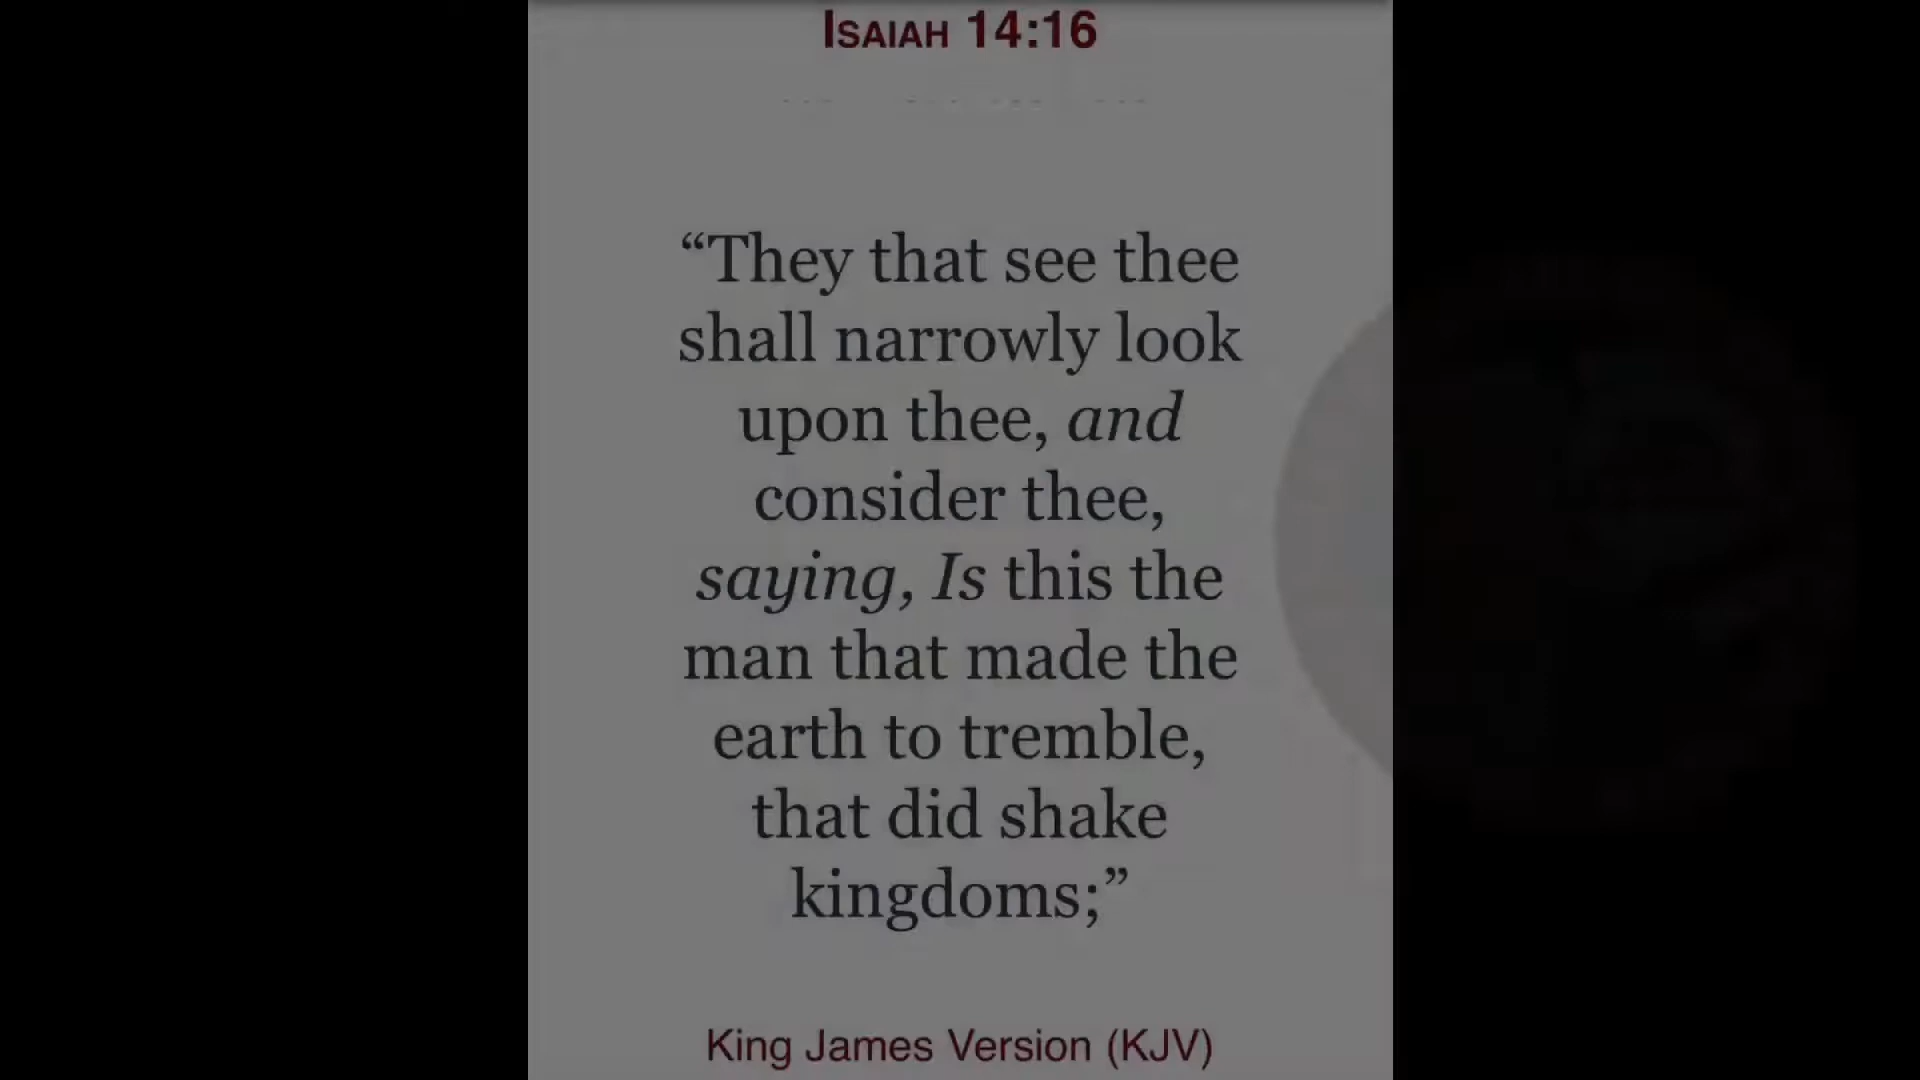 Isaiah 14:16
“They that see thee
shall narrowly look
upon thee, and
consider thee,
saying, Is this the
man that made the
earth to tremble,
that did shake
kingdoms;”
King James Version (KJV)